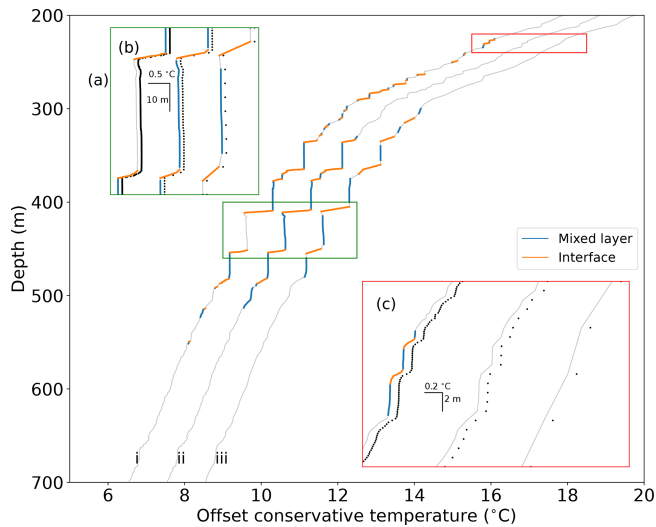 200
(b)
(a)
0.5 °C
10 m
300
400
Depth (m)
Mixed layer
Interface
500
(c)
0.2 °C
2 m
600
i
ii
iii
700
6
8
10
12
14
16
18
20
Offset conservative temperature (°C)